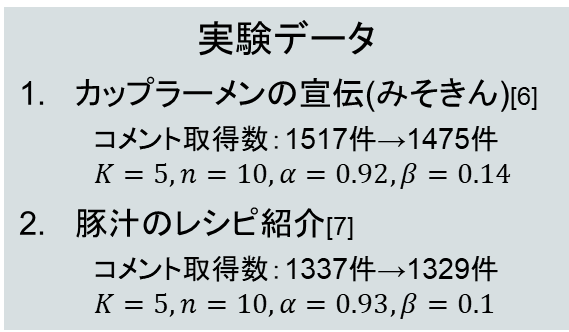 実験データ
1. カップラーメンの宣伝(みそきん)[6]
コメント取得数：1517件→1475件
K = 5, n = 10, α = 0.92, β = 0.14
2. 豚汁のレシピ紹介[7]
コメント取得数：1337件→1329件
K = 5, n = 10, α = 0.93, β = 0.1